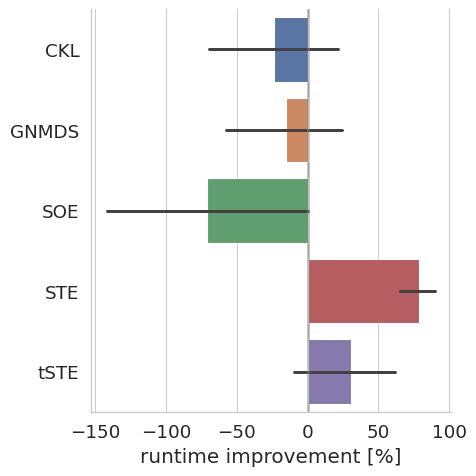 CKL
GNMDS
SOE
STE
tSTE
−150 −100 −50 0 50 100
runtime improvement [%]